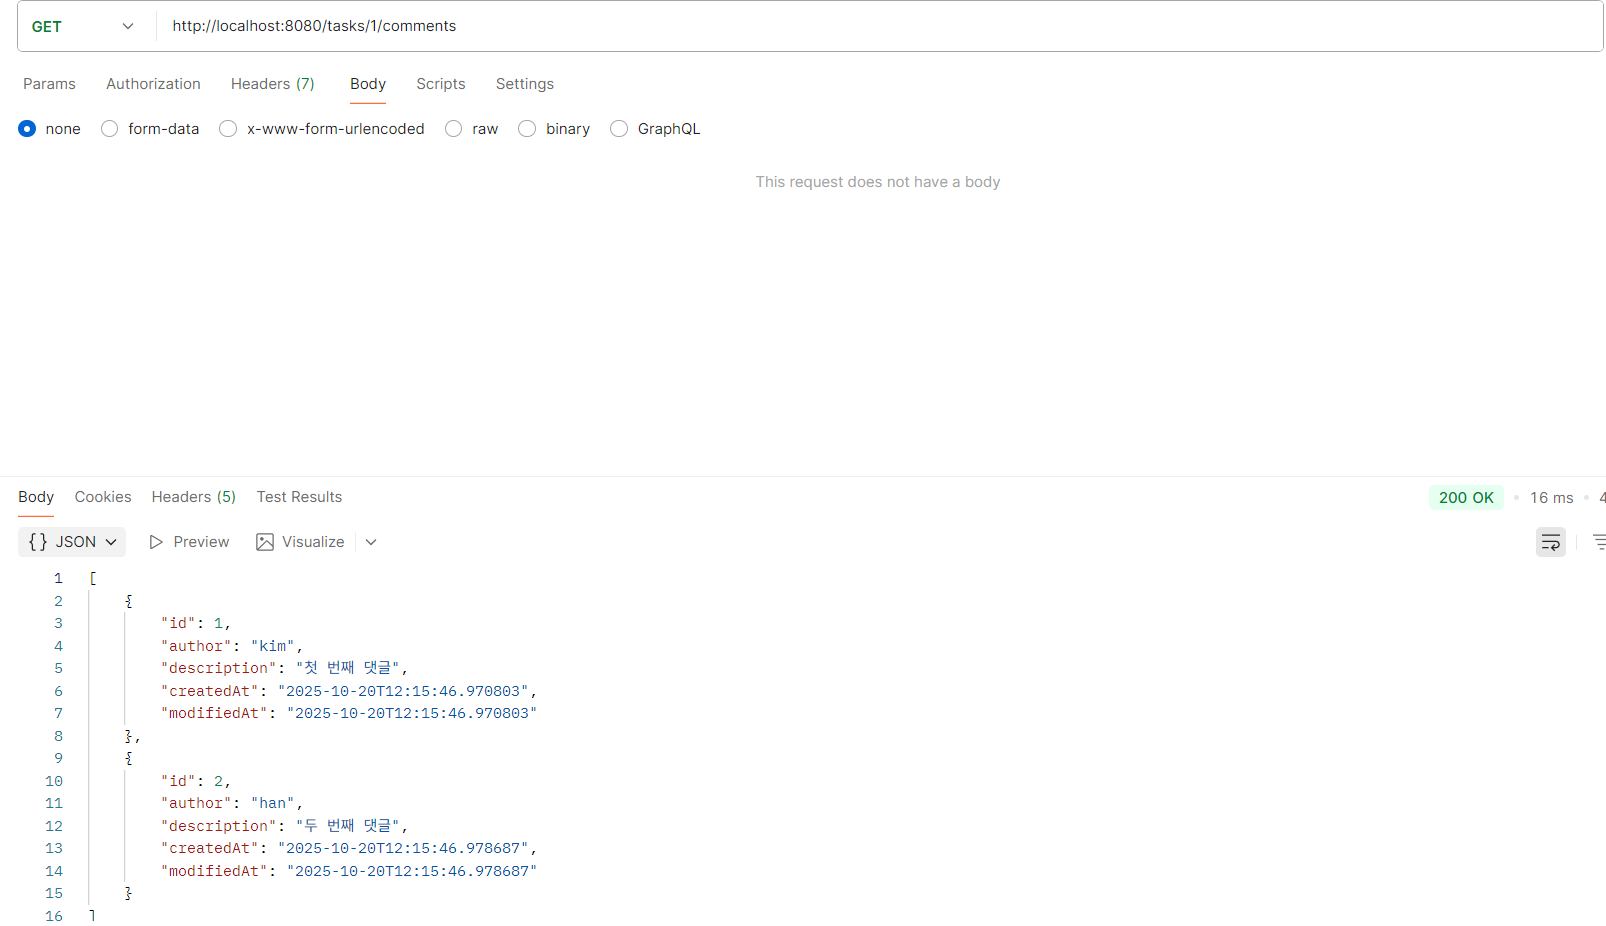 GET http://localhost:8080/tasks/1/comments
Params Authorization Headers (7) Body Scripts Settings
none form-data x-www-form-urlencoded raw binary GraphQL
This request does not have a body
Body Cookies Headers (5) Test Results 200 OK 16 ms 4
{} JSON Preview Visualize
1 [
2 {
3 "id": 1,
4 "author": "kim",
5 "description": "첫 번째 댓글",
6 "createdAt": "2025-10-20T12:15:46.970803",
7 "modifiedAt": "2025-10-20T12:15:46.970803"
8 },
9 {
10 "id": 2,
11 "author": "han",
12 "description": "두 번째 댓글",
13 "createdAt": "2025-10-20T12:15:46.978687",
14 "modifiedAt": "2025-10-20T12:15:46.978687"
15 }
16 ]